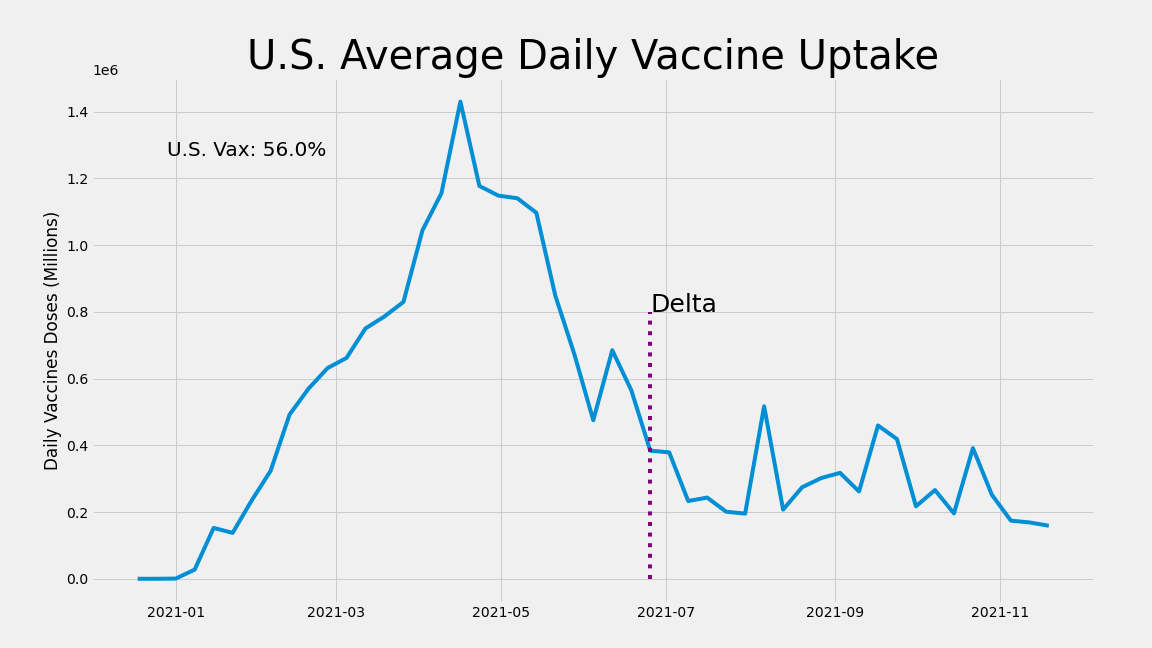 U.S. Average Daily Vaccine Uptake
1e6
1.4
U.S. Vax: 56.0%
1.2
Daily Vaccines Doses (Millions)
1.0
Delta
0.8
0.6
0.4
0.2
0.0
2021-01 2021-03 2021-05 2021-07 2021-09 2021-11